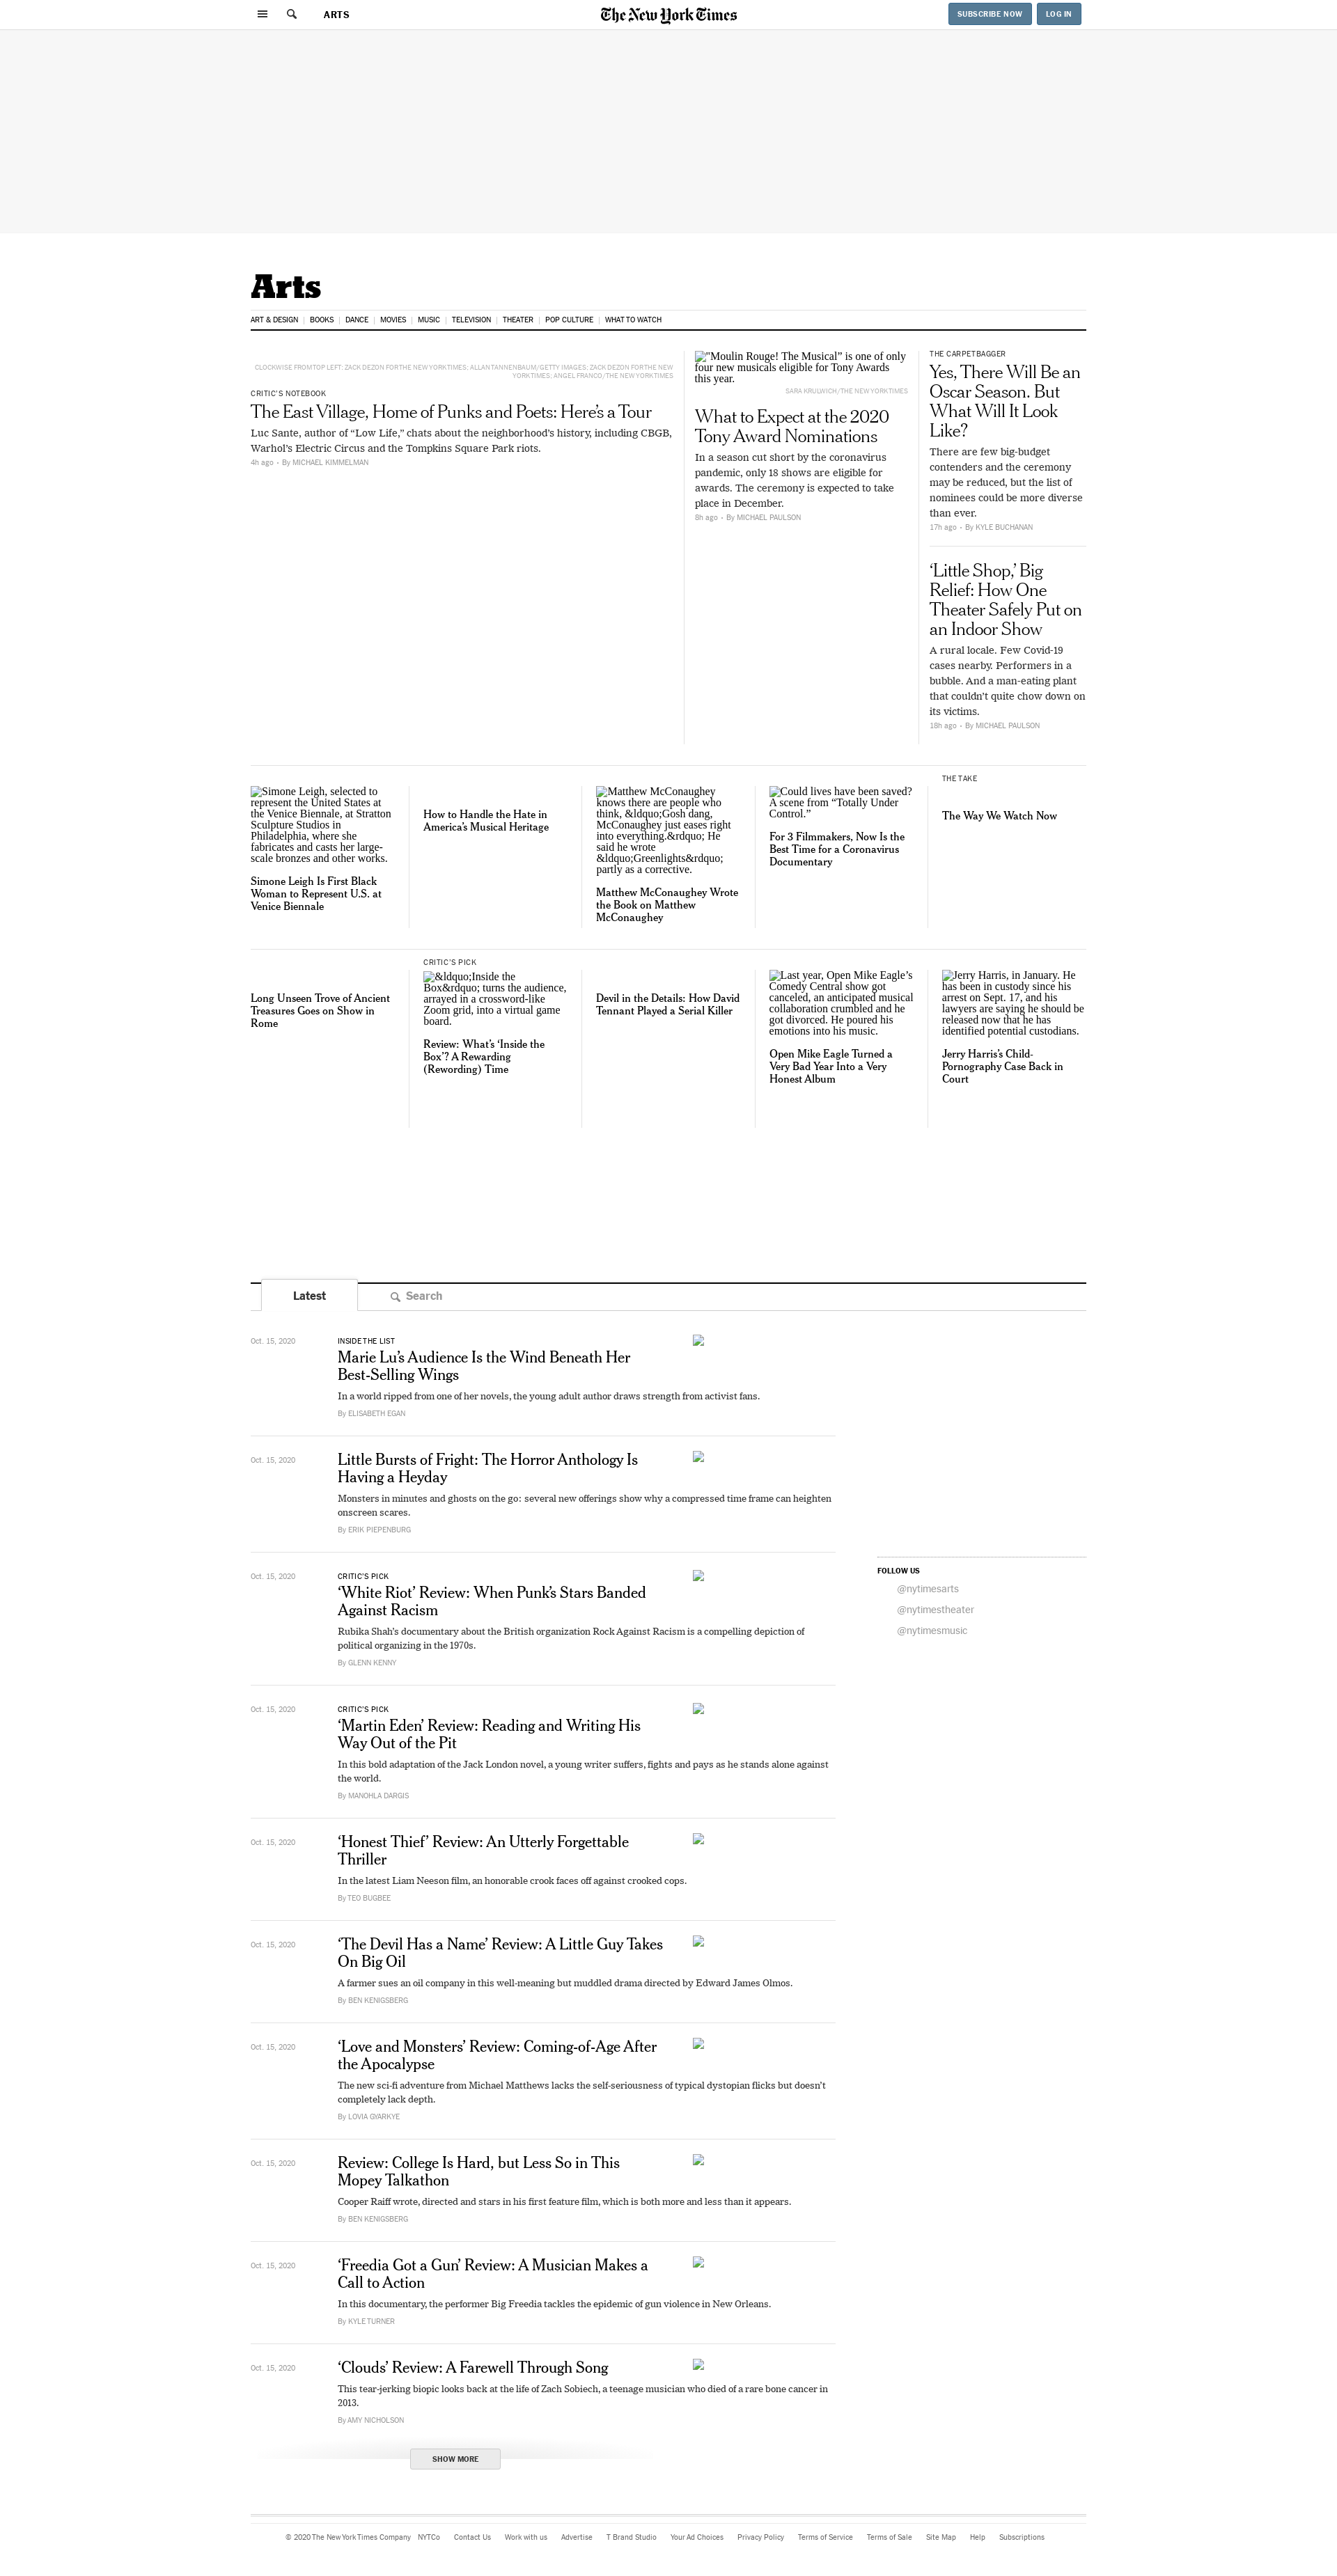 ARTS
The New York Times
SUBSCRIBE NOW
LOG IN
Arts
ART & DESIGN
BOOKS
DANCE
MOVIES
MUSIC
TELEVISION
THEATER
POP CULTURE
WHAT TO WATCH
CLOCKWISE FROM TOP LEFT: ZACK DEZON FOR THE NEW YORK TIMES; ALLAN TANNENBAUM/GETTY IMAGES; ZACK DEZON FOR THE NEW
YORK TIMES; ANGEL FRANCO/THE NEW YORK TIMES
CRITIC'S NOTEBOOK
The East Village, Home of Punks and Poets: Here’s a Tour
Luc Sante, author of “Low Life,” chats about the neighborhood’s history, including CBGB,
Warhol’s Electric Circus and the Tompkins Square Park riots.
4h ago • By MICHAEL KIMMELMAN
"Moulin Rouge! The Musical” is one of only
four new musicals eligible for Tony Awards
this year.
SARA KRULWICH/THE NEW YORK TIMES
What to Expect at the 2020
Tony Award Nominations
In a season cut short by the coronavirus
pandemic, only 18 shows are eligible for
awards. The ceremony is expected to take
place in December.
8h ago • By MICHAEL PAULSON
THE CARPETBAGGER
Yes, There Will Be an
Oscar Season. But
What Will It Look
Like?
There are few big-budget
contenders and the ceremony
may be reduced, but the list of
nominees could be more diverse
than ever.
17h ago • By KYLE BUCHANAN
‘Little Shop,’ Big
Relief: How One
Theater Safely Put on
an Indoor Show
A rural locale. Few Covid-19
cases nearby. Performers in a
bubble. And a man-eating plant
that couldn’t quite chow down on
its victims.
18h ago • By MICHAEL PAULSON
Simone Leigh, selected to
represent the United States at
the Venice Biennale, at Stratton
Sculpture Studios in
Philadelphia, where she
fabricates and casts her large-
scale bronzes and other works.
Simone Leigh Is First Black
Woman to Represent U.S. at
Venice Biennale
How to Handle the Hate in
America’s Musical Heritage
Matthew McConaughey
knows there are people who
think, &ldquo;Gosh dang,
McConaughey just eases right
into everything.&rdquo; He
said he wrote
&ldquo;Greenlights&rdquo;
partly as a corrective.
Matthew McConaughey Wrote
the Book on Matthew
McConaughey
Could lives have been saved?
A scene from “Totally Under
Control.”
For 3 Filmmakers, Now Is the
Best Time for a Coronavirus
Documentary
THE TAKE
The Way We Watch Now
Long Unseen Trove of Ancient
Treasures Goes on Show in
Rome
CRITIC'S PICK
&ldquo;Inside the
Box&rdquo; turns the audience,
arrayed in a crossword-like
Zoom grid, into a virtual game
board.
Review: What’s ‘Inside the
Box’? A Rewarding
(Rewording) Time
Devil in the Details: How David
Tennant Played a Serial Killer
Last year, Open Mike Eagle’s
Comedy Central show got
canceled, an anticipated musical
collaboration crumbled and he
got divorced. He poured his
emotions into his music.
Open Mike Eagle Turned a
Very Bad Year Into a Very
Honest Album
Jerry Harris, in January. He
has been in custody since his
arrest on Sept. 17, and his
lawyers are saying he should be
released now that he has
identified potential custodians.
Jerry Harris’s Child-
Pornography Case Back in
Court
Latest
Search
Oct. 15, 2020
INSIDE THE LIST
Marie Lu’s Audience Is the Wind Beneath Her
Best-Selling Wings
In a world ripped from one of her novels, the young adult author draws strength from activist fans.
By ELISABETH EGAN
Oct. 15, 2020
Little Bursts of Fright: The Horror Anthology Is
Having a Heyday
Monsters in minutes and ghosts on the go: several new offerings show why a compressed time frame can heighten
onscreen scares.
By ERIK PIEPENBURG
Oct. 15, 2020
CRITIC’S PICK
‘White Riot’ Review: When Punk’s Stars Banded
Against Racism
Rubika Shah’s documentary about the British organization Rock Against Racism is a compelling depiction of
political organizing in the 1970s.
By GLENN KENNY
Oct. 15, 2020
CRITIC’S PICK
‘Martin Eden’ Review: Reading and Writing His
Way Out of the Pit
In this bold adaptation of the Jack London novel, a young writer suffers, fights and pays as he stands alone against
the world.
By MANOHLA DARGIS
Oct. 15, 2020
‘Honest Thief’ Review: An Utterly Forgettable
Thriller
In the latest Liam Neeson film, an honorable crook faces off against crooked cops.
By TEO BUGBEE
Oct. 15, 2020
‘The Devil Has a Name’ Review: A Little Guy Takes
On Big Oil
A farmer sues an oil company in this well-meaning but muddled drama directed by Edward James Olmos.
By BEN KENIGSBERG
Oct. 15, 2020
‘Love and Monsters’ Review: Coming-of-Age After
the Apocalypse
The new sci-fi adventure from Michael Matthews lacks the self-seriousness of typical dystopian flicks but doesn’t
completely lack depth.
By LOVIA GYARKYE
Oct. 15, 2020
Review: College Is Hard, but Less So in This
Mopey Talkathon
Cooper Raiff wrote, directed and stars in his first feature film, which is both more and less than it appears.
By BEN KENIGSBERG
Oct. 15, 2020
‘Freedia Got a Gun’ Review: A Musician Makes a
Call to Action
In this documentary, the performer Big Freedia tackles the epidemic of gun violence in New Orleans.
By KYLE TURNER
Oct. 15, 2020
‘Clouds’ Review: A Farewell Through Song
This tear-jerking biopic looks back at the life of Zach Sobiech, a teenage musician who died of a rare bone cancer in
2013.
By AMY NICHOLSON
SHOW MORE
FOLLOW US
@nytimesarts
@nytimestheater
@nytimesmusic
© 2020 The New York Times Company NYTCo Contact Us Work with us Advertise T Brand Studio Your Ad Choices Privacy Policy Terms of Service Terms of Sale Site Map Help Subscriptions